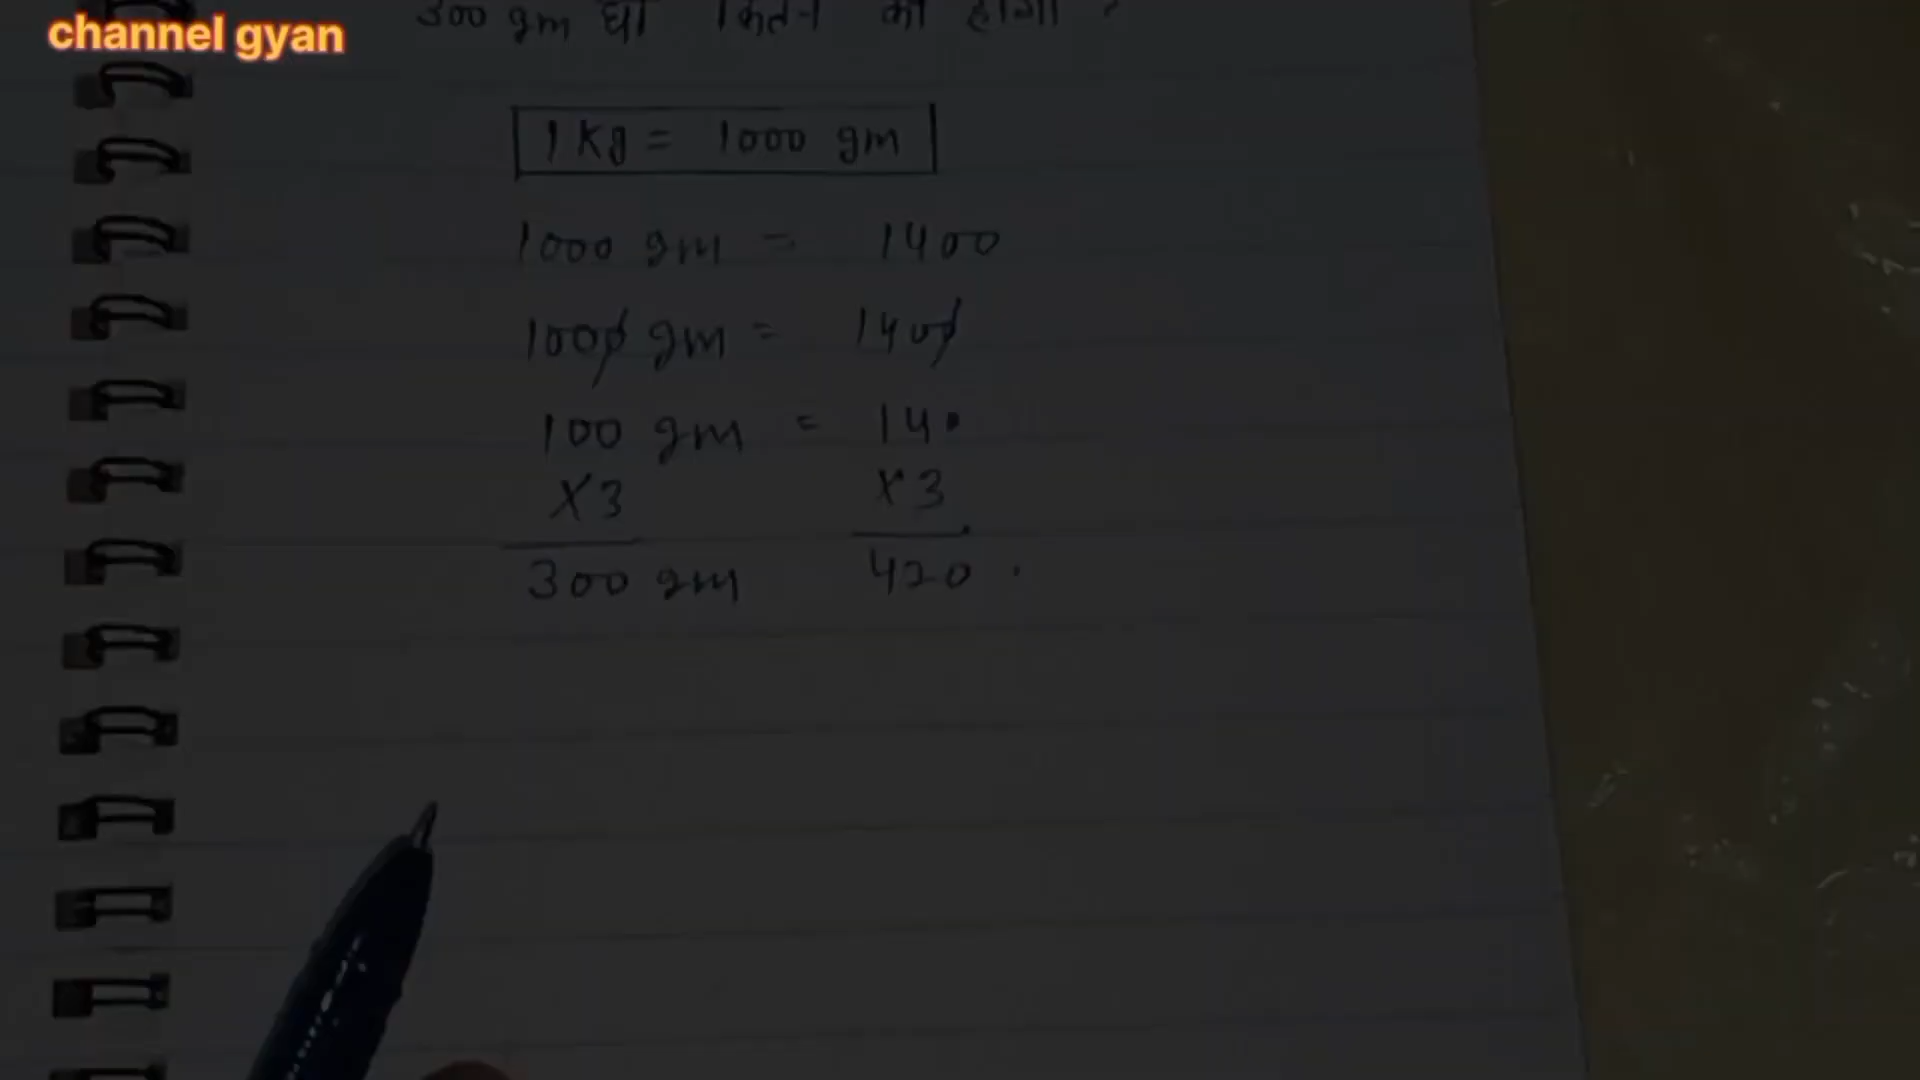 channel gyan
300 gm घी कितने का होगा ?
1 kg = 1000 gm
1000 gm = 1400
1000 gm = 1400
100 gm = 140
X3 X3
300 gm 420